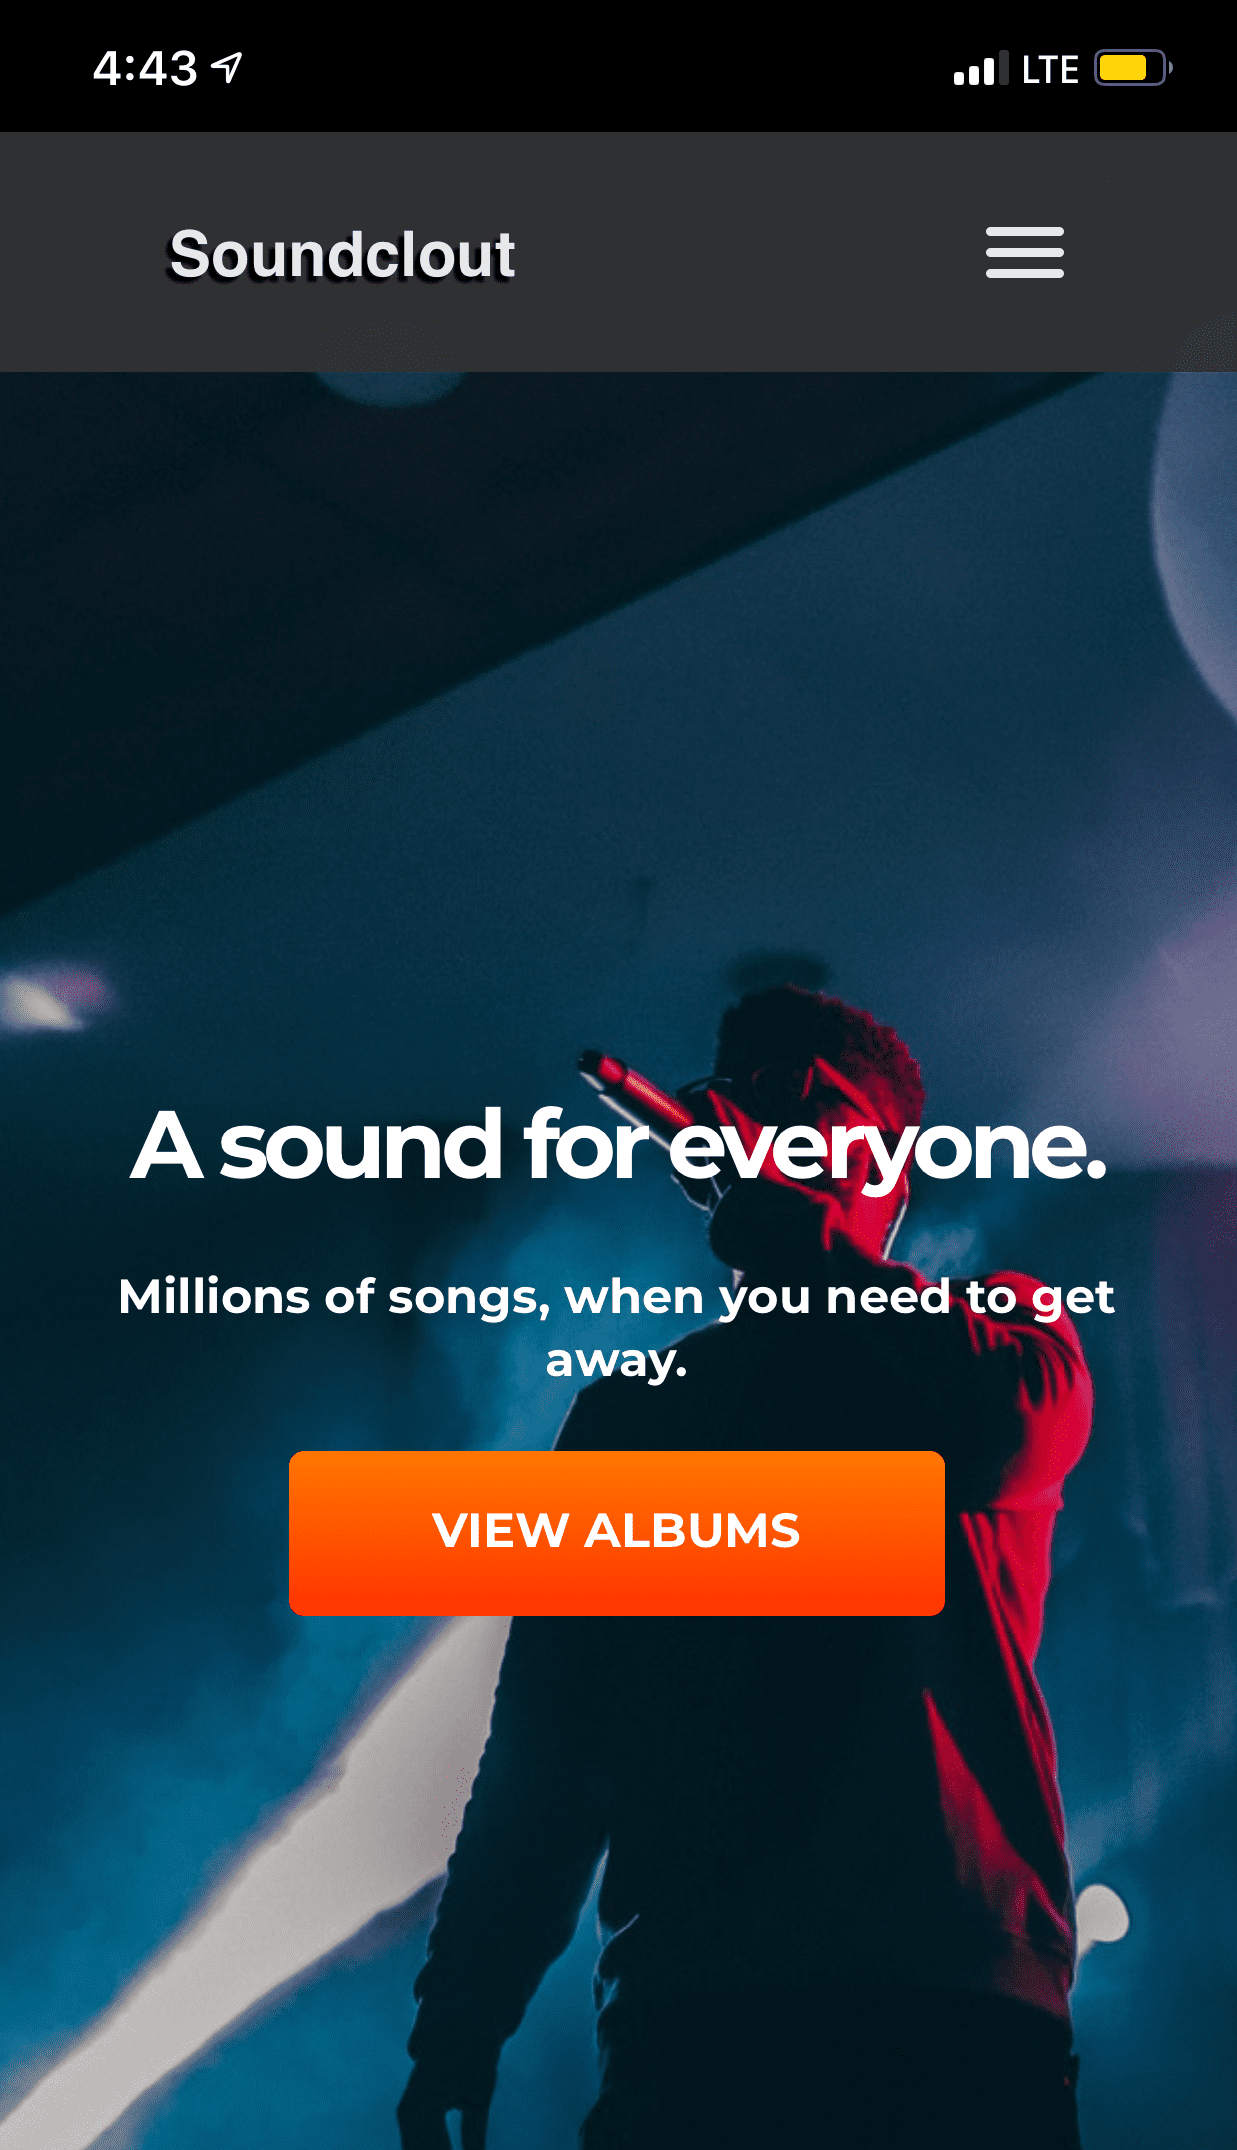 4:43 LTE
Soundclout
A sound for everyone.
Millions of songs, when you need to get
away.
VIEW ALBUMS